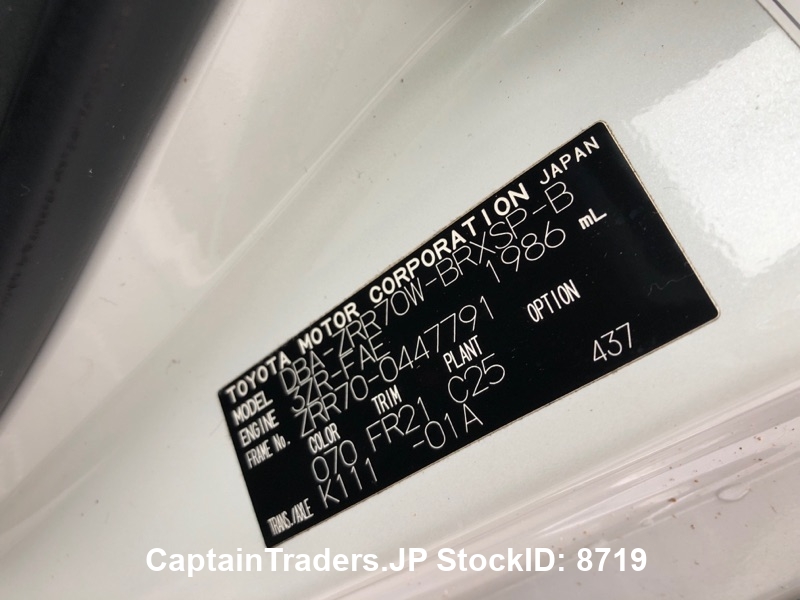 TOYOTA MOTOR CORPORATION JAPAN
MODEL DBA-ZRR70W-BRXSP-B
ENGINE 3ZR-FAE 1986 mL
FRAME No. ZRR70-0447791
COLOR TRIM PLANT OPTION
070 FR21 C25 437
TRANS./AXLE K111 -01A
CaptainTraders.JP StockID: 8719